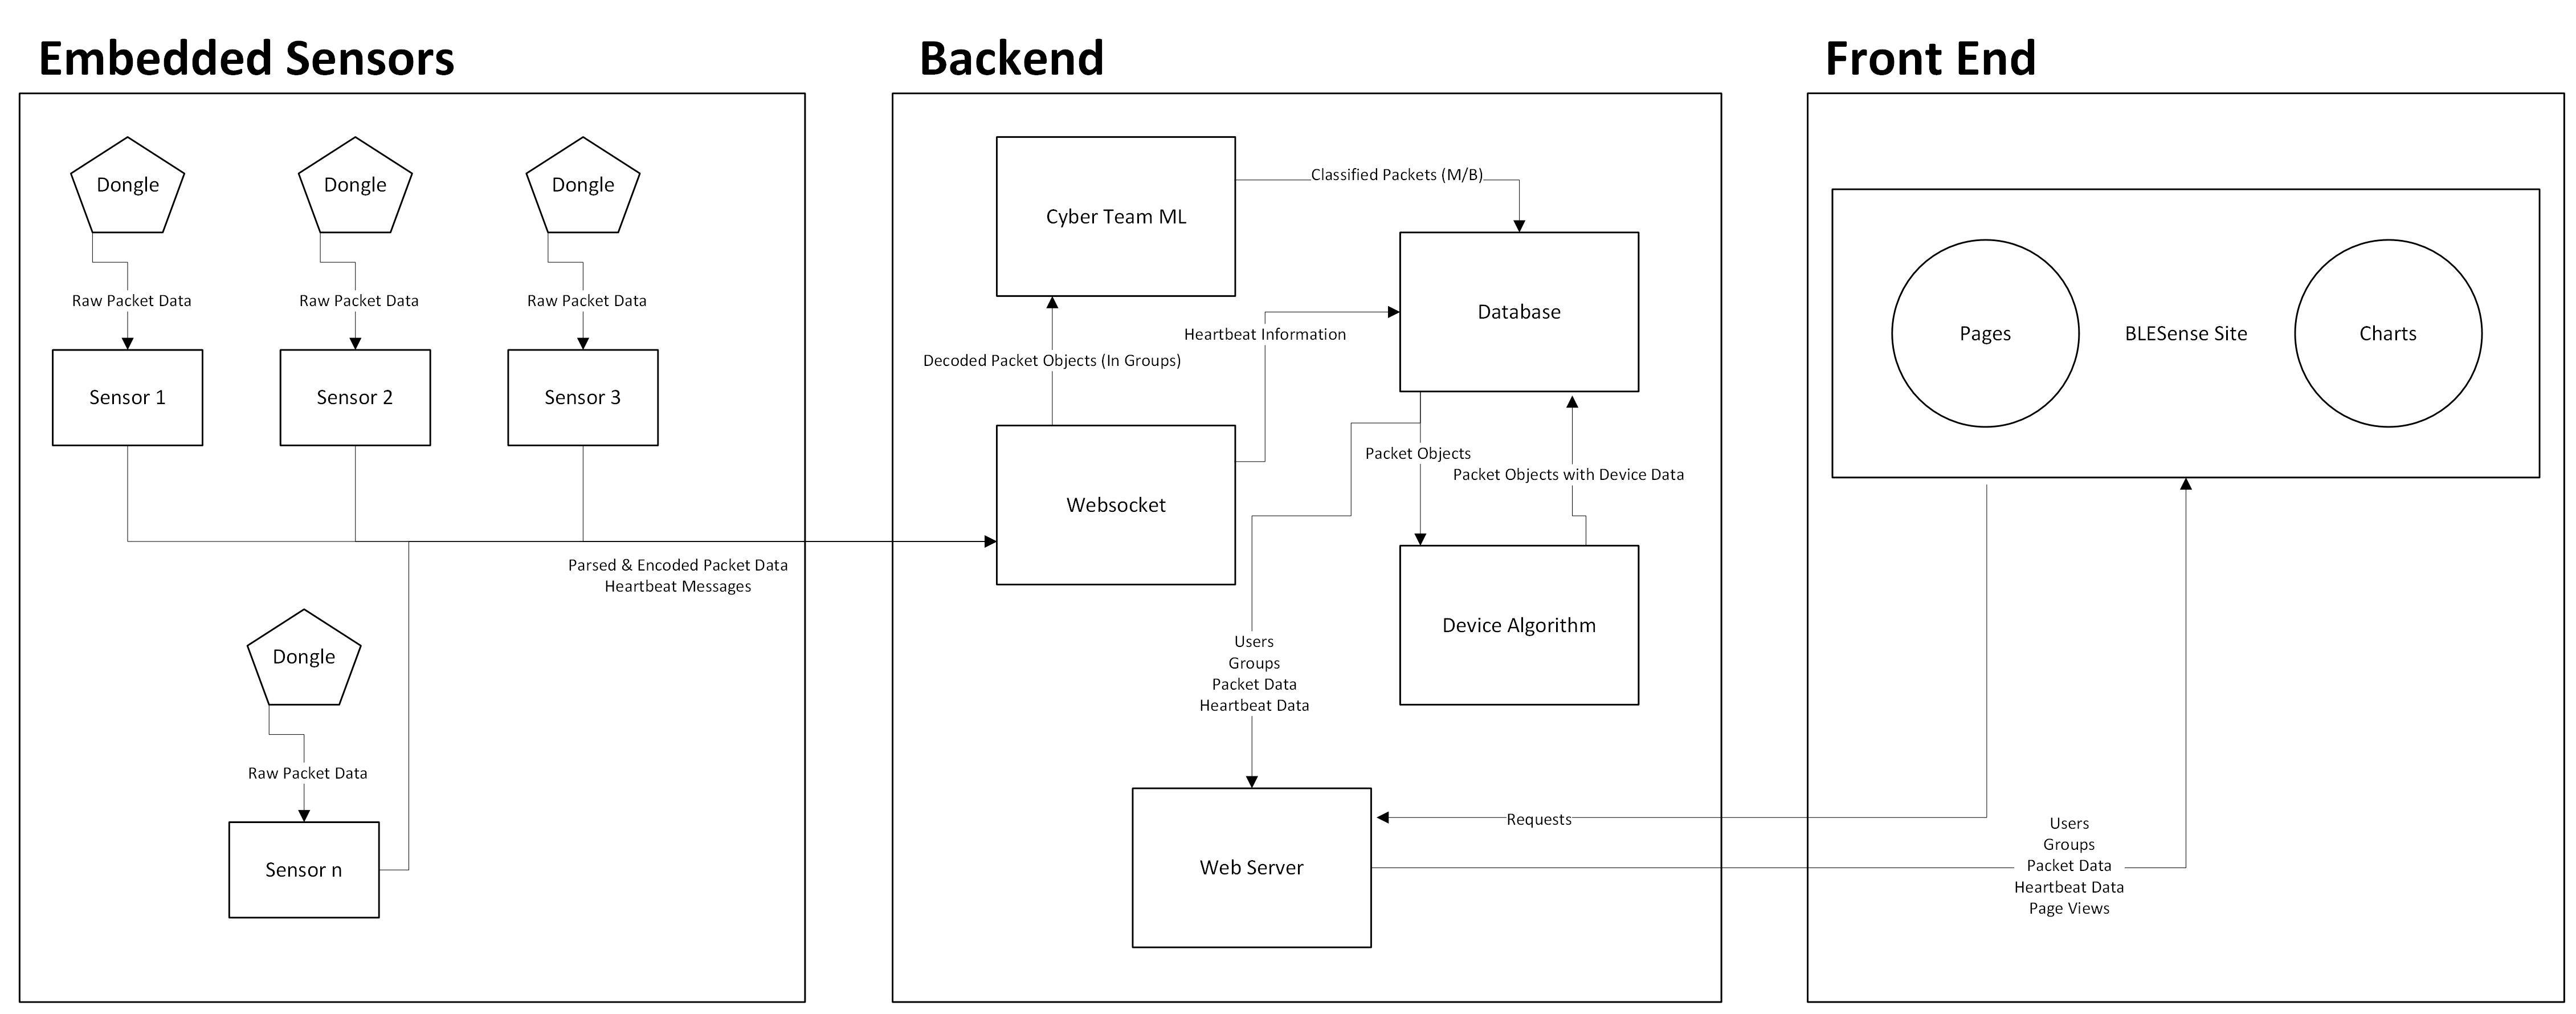 Embedded Sensors
Dongle
Dongle
Dongle
Raw Packet Data
Raw Packet Data
Raw Packet Data
Sensor 1
Sensor 2
Sensor 3
Parsed & Encoded Packet Data
Heartbeat Messages
Dongle
Raw Packet Data
Sensor n
Backend
Cyber Team ML
Classified Packets (M/B)
Database
Heartbeat Information
Decoded Packet Objects (In Groups)
Packet Objects
Packet Objects with Device Data
Websocket
Device Algorithm
Users
Groups
Packet Data
Heartbeat Data
Requests
Web Server
Front End
Pages
BLESense Site
Charts
Users
Groups
Packet Data
Heartbeat Data
Page Views